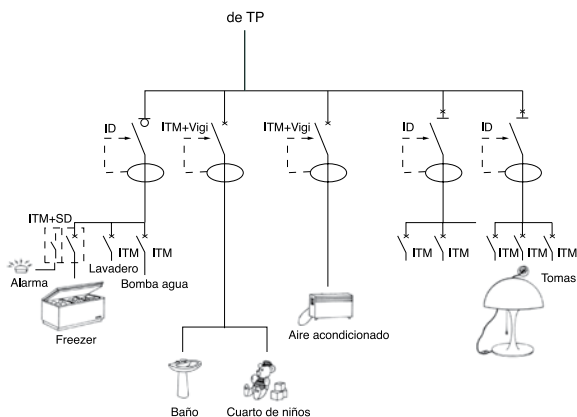 de TP
ID
ITM+Vigi
ITM+Vigi
ID
ID
ITM+SD
ITM
ITM
ITM
ITM
ITM
ITM
ITM
Lavadero
Alarma
Bomba agua
Tomas
Freezer
Aire acondicionado
Baño
Cuarto de niños